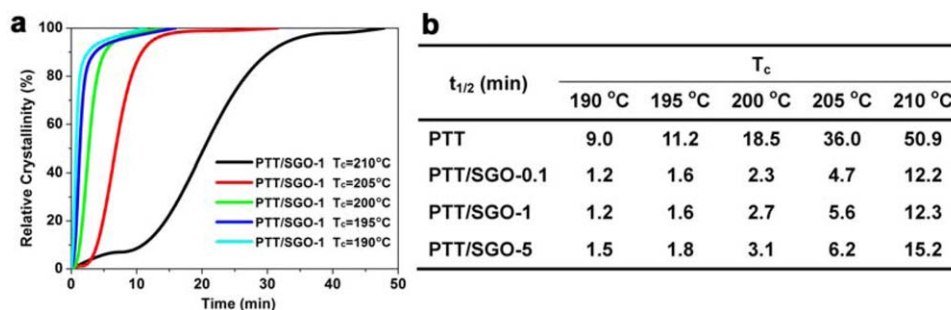 a
Relative Crystallinity (%)
100
80
60
40
20
0
PTT/SGO-1 Tc=210°C
PTT/SGO-1 Tc=205°C
PTT/SGO-1 Tc=200°C
PTT/SGO-1 Tc=195°C
PTT/SGO-1 Tc=190°C
0 10 20 30 40 50
Time (min)
b
t1/2 (min) Tc
190 °C 195 °C 200 °C 205 °C 210 °C
PTT 9.0 11.2 18.5 36.0 50.9
PTT/SGO-0.1 1.2 1.6 2.3 4.7 12.2
PTT/SGO-1 1.2 1.6 2.7 5.6 12.3
PTT/SGO-5 1.5 1.8 3.1 6.2 15.2